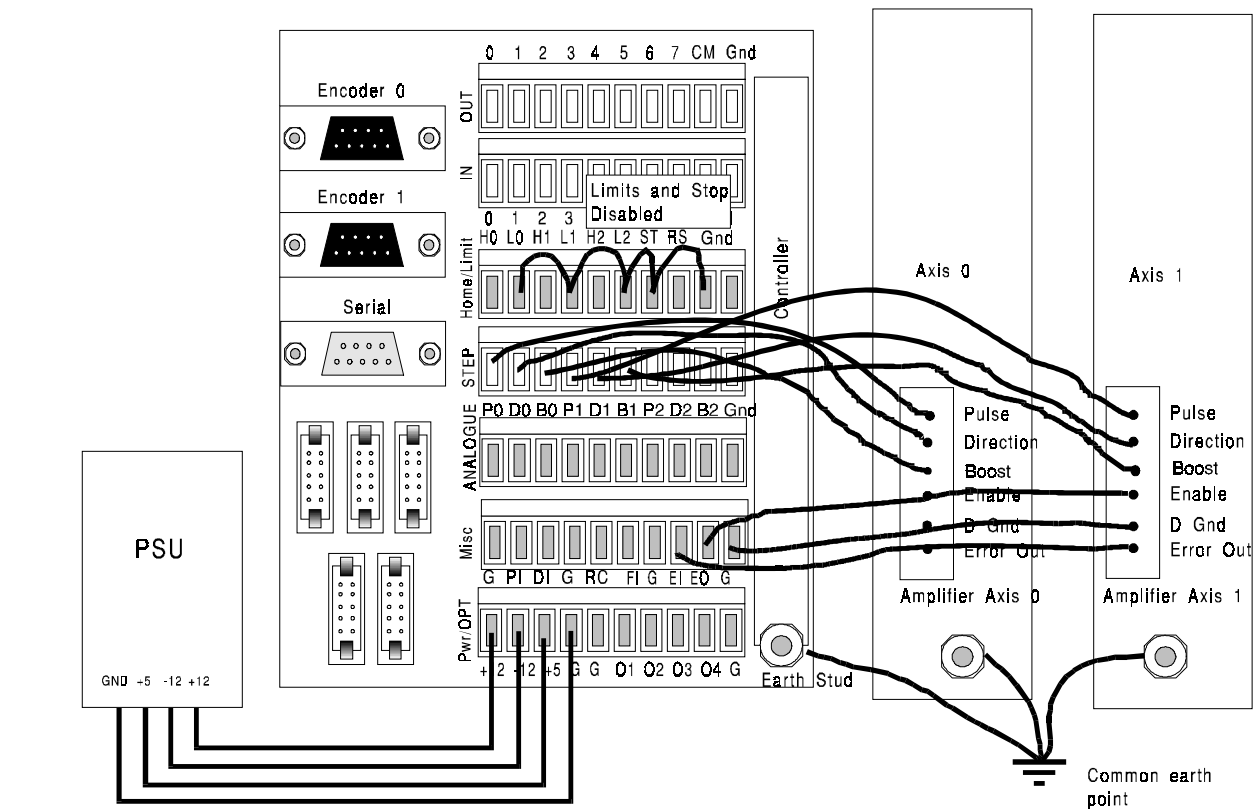 0 1 2 3 4 5 6 7 CM Gnd
OUT
Encoder 0
IN
Limits and Stop
Disabled
Encoder 1
0 1 2 3
H0 L0 H1 L1 H2 L2 ST RS Gnd
Home/Limit
Controller
Axis 0
Axis 1
Serial
STEP
P0 D0 B0 P1 D1 B1 P2 D2 B2 Gnd
ANALOGUE
Pulse
Direction
Boost
Enable
D Gnd
Error Out
Pulse
Direction
Boost
Enable
D Gnd
Error Out
Misc
G PI DI G RC FI G EI EO G
PSU
Amplifier Axis 0
Amplifier Axis 1
Pwr/OPT
+12 -12 +5 G G O1 O2 O3 O4 G
Earth Stud
GND +5 -12 +12
Common earth
point